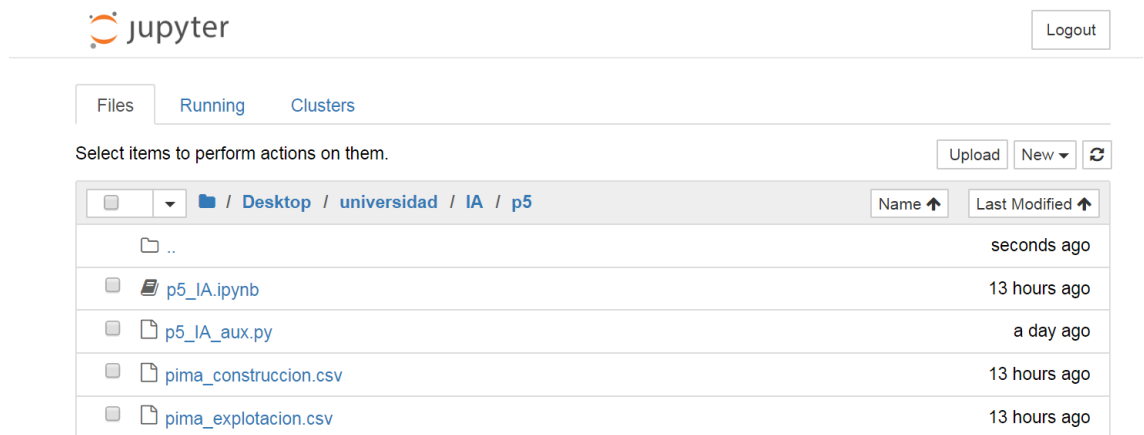 jupyter Logout
Files Running Clusters
Select items to perform actions on them. Upload New
/ Desktop / universidad / IA / p5 Name Last Modified
.. seconds ago
p5_IA.ipynb 13 hours ago
p5_IA_aux.py a day ago
pima_construccion.csv 13 hours ago
pima_explotacion.csv 13 hours ago